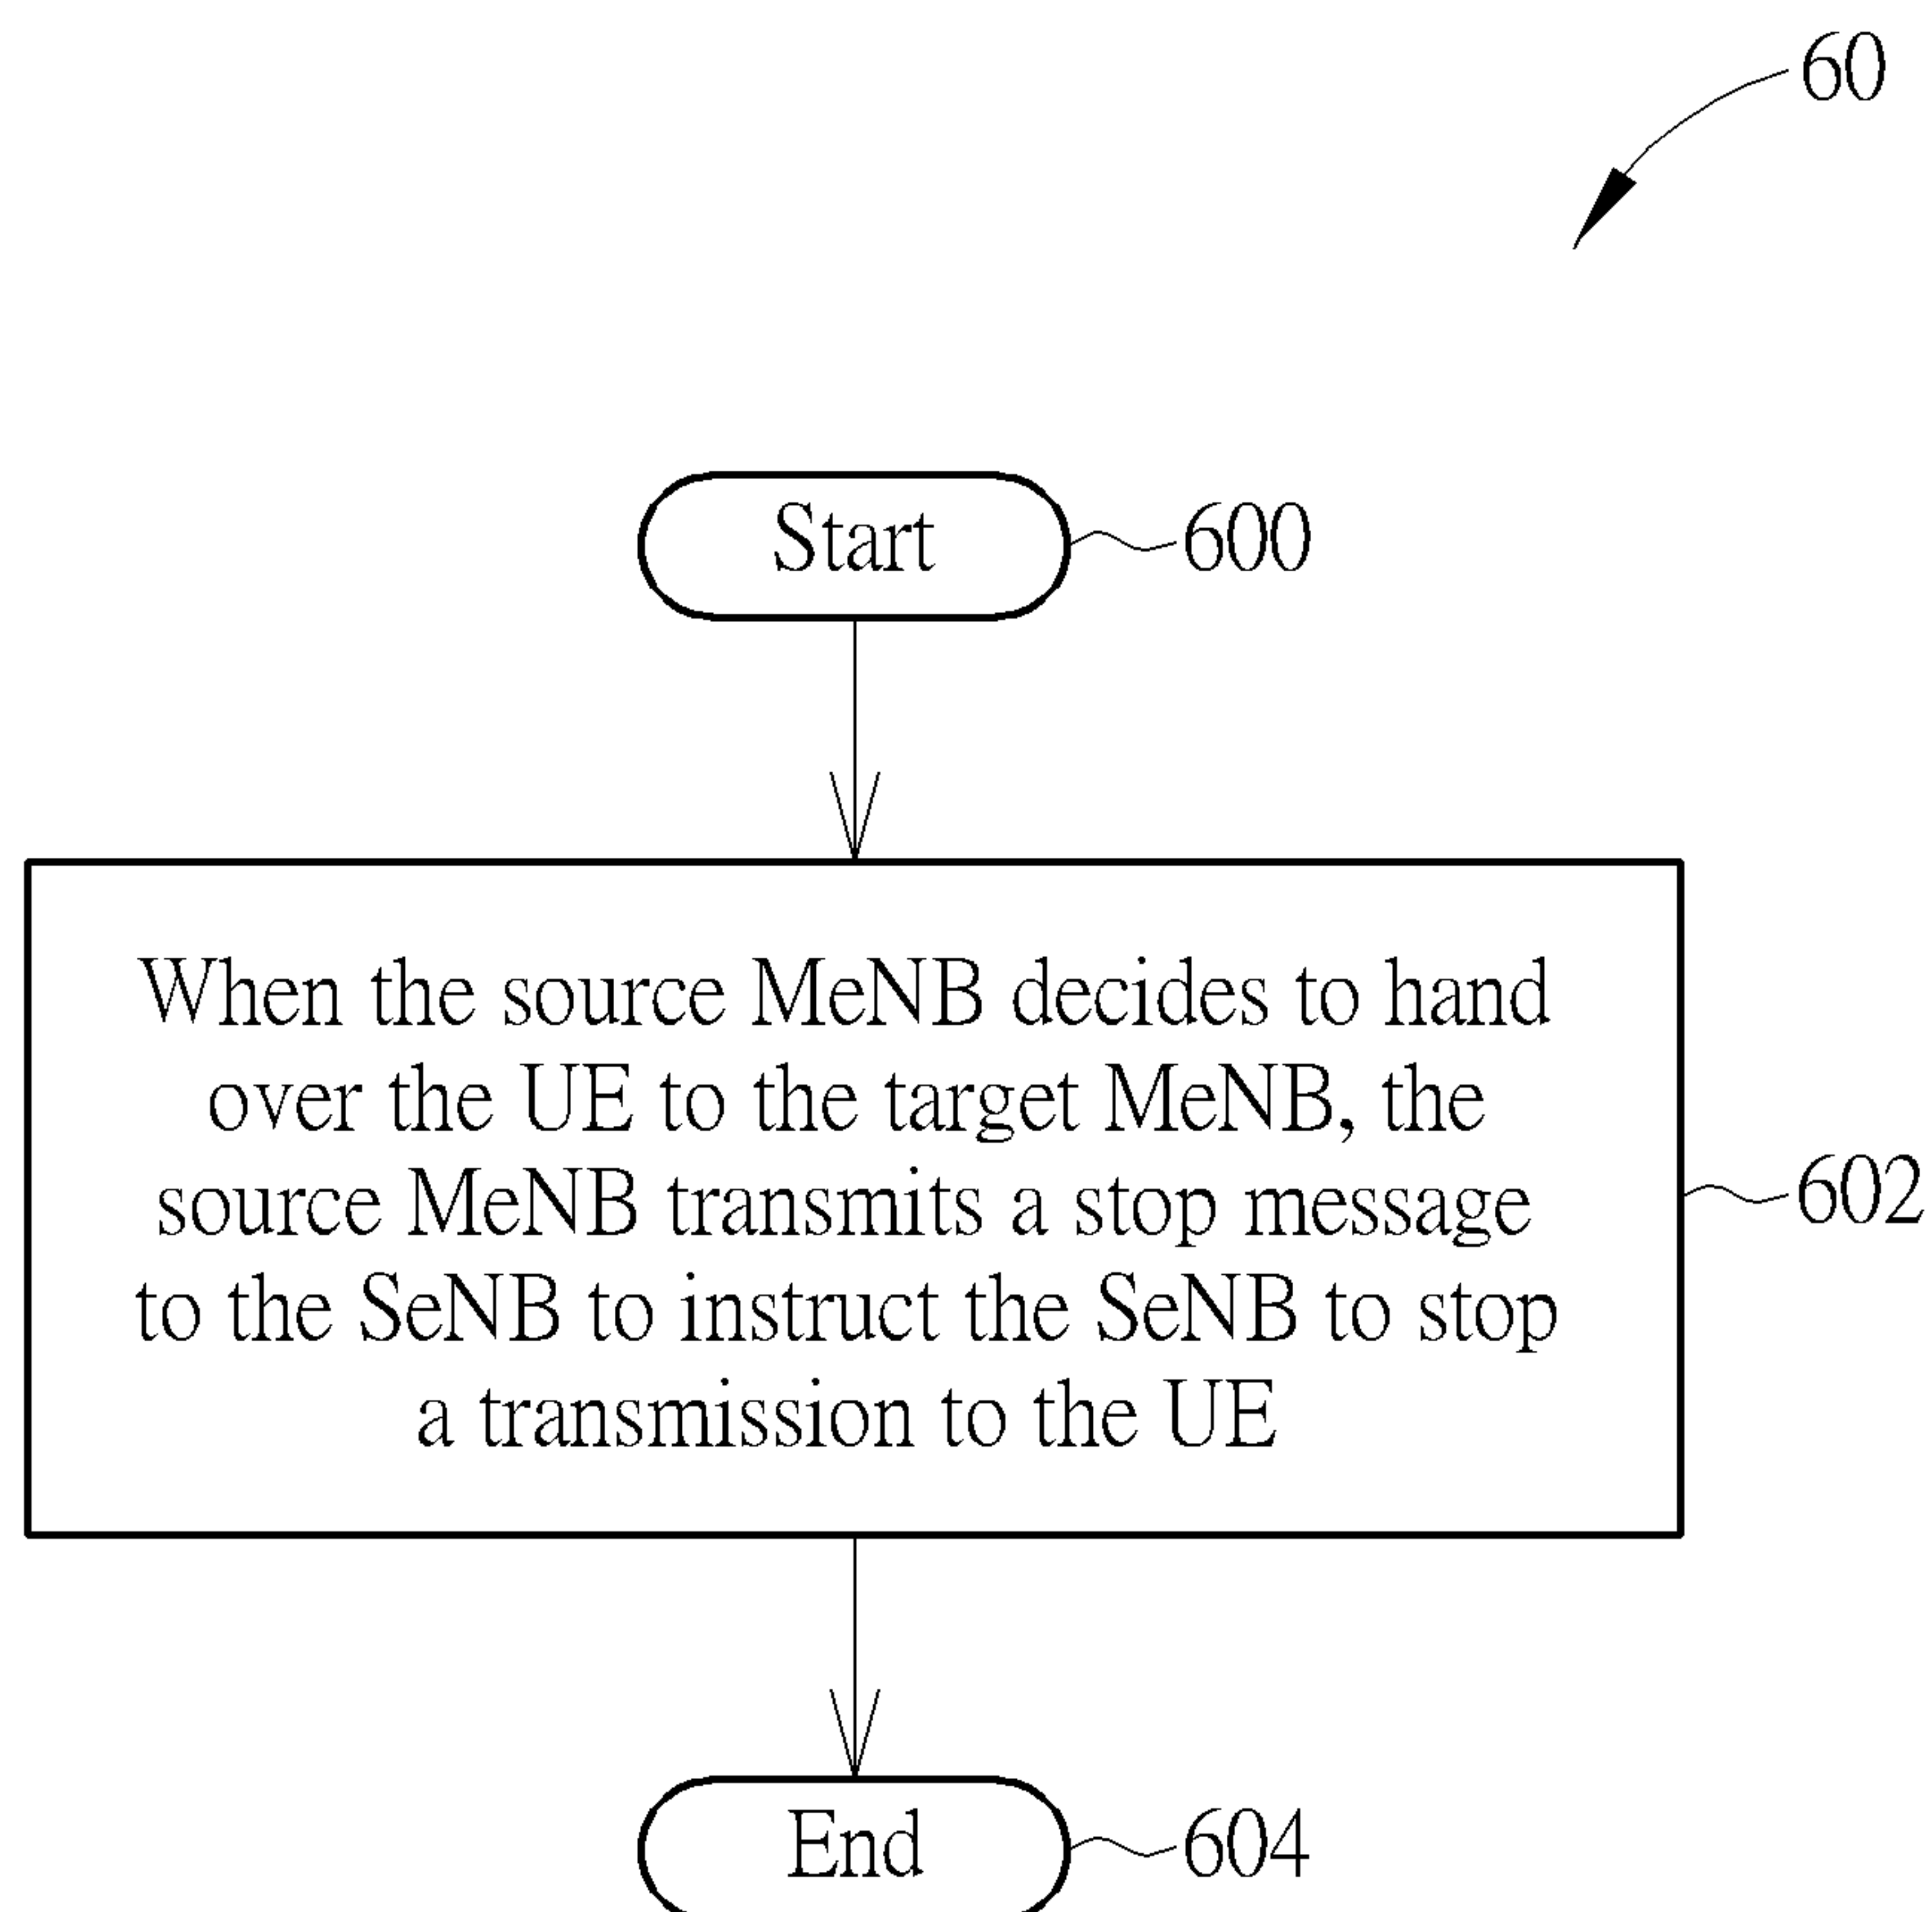 60
Start
600
When the source MeNB decides to hand
over the UE to the target MeNB, the
source MeNB transmits a stop message
to the SeNB to instruct the SeNB to stop
a transmission to the UE
602
End
604